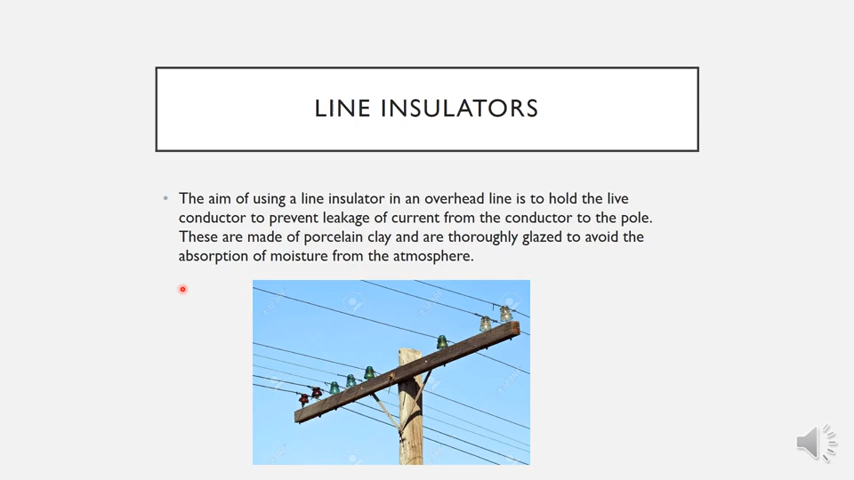 LINE INSULATORS
• The aim of using a line insulator in an overhead line is to hold the live
conductor to prevent leakage of current from the conductor to the pole.
These are made of porcelain clay and are thoroughly glazed to avoid the
absorption of moisture from the atmosphere.